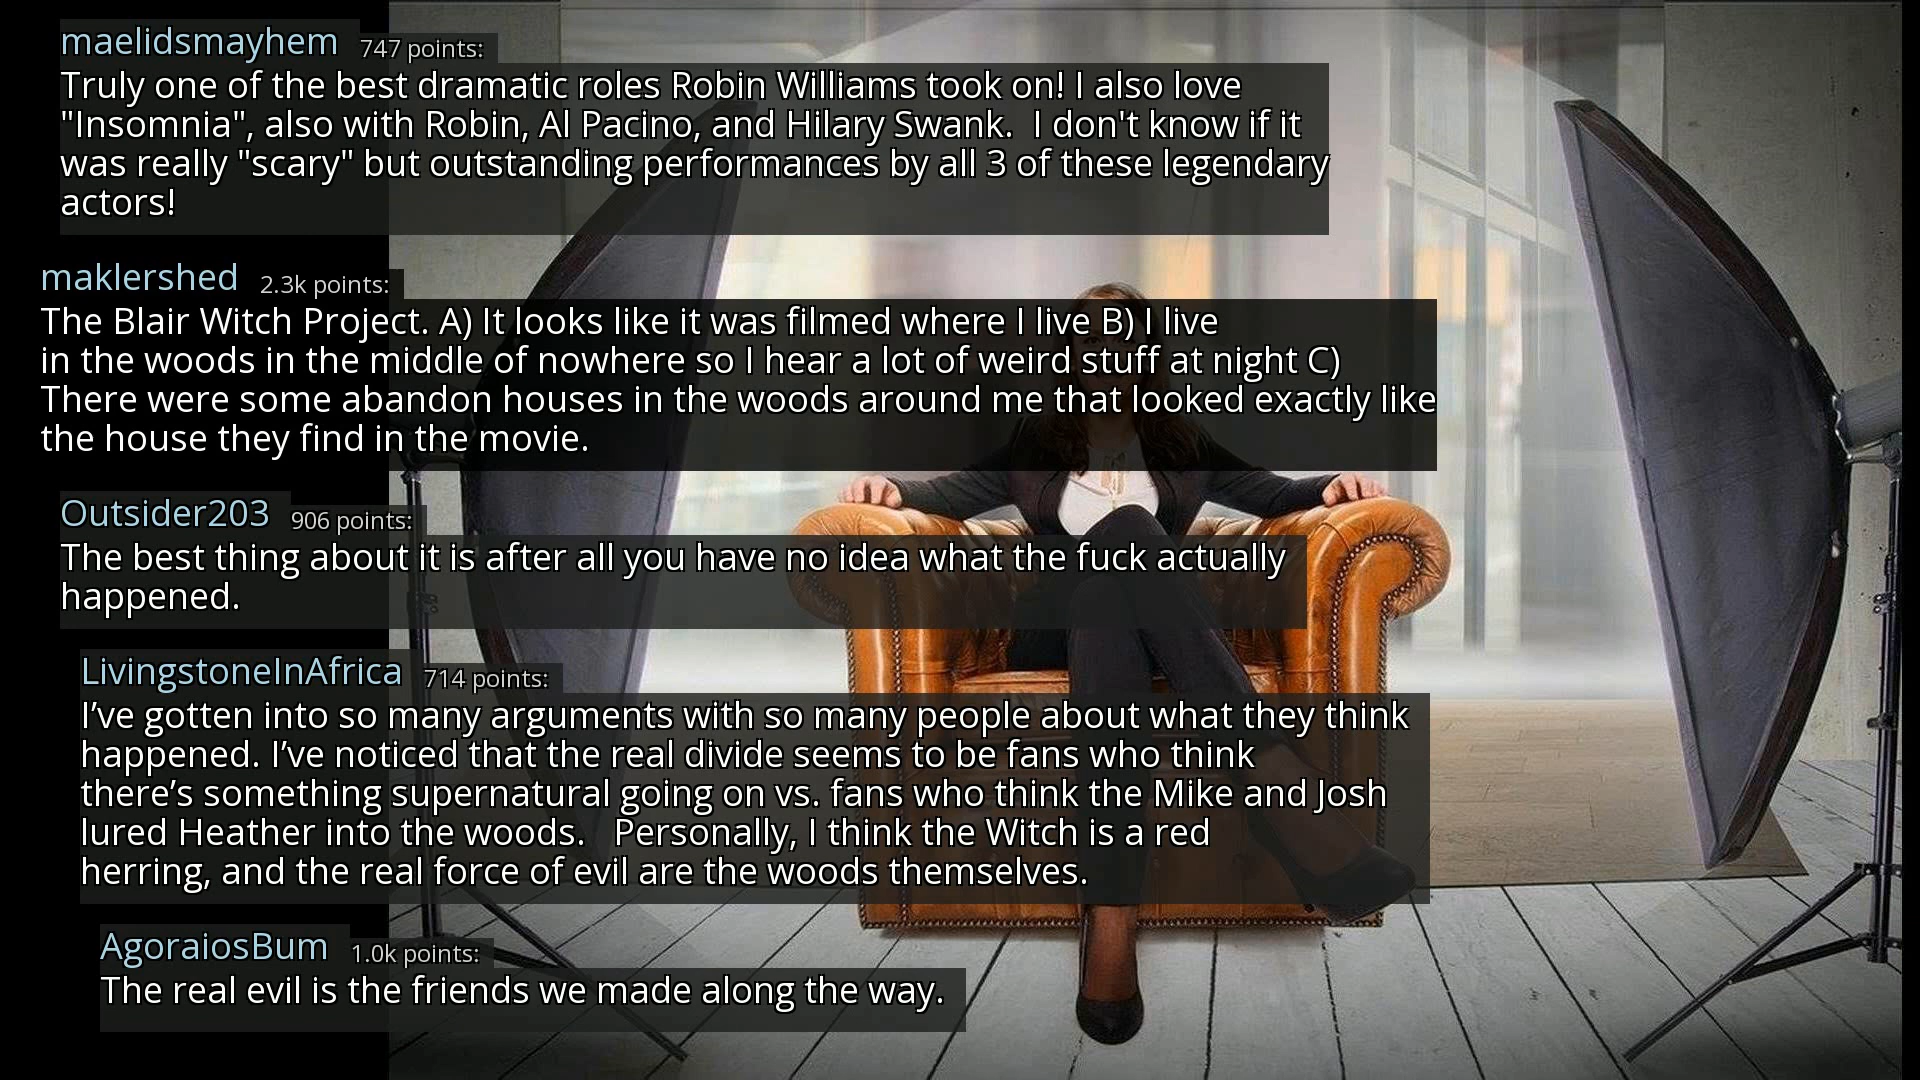 maelidsmayhem 747 points:
Truly one of the best dramatic roles Robin Williams took on! I also love
"Insomnia", also with Robin, Al Pacino, and Hilary Swank.  I don't know if it
was really "scary" but outstanding performances by all 3 of these legendary
actors!
maklershed 2.3k points:
The Blair Witch Project. A) It looks like it was filmed where I live B) I live
in the woods in the middle of nowhere so I hear a lot of weird stuff at night C)
There were some abandon houses in the woods around me that looked exactly like
the house they find in the movie.
Outsider203 906 points:
The best thing about it is after all you have no idea what the fuck actually
happened.
LivingstoneInAfrica 714 points:
I’ve gotten into so many arguments with so many people about what they think
happened. I’ve noticed that the real divide seems to be fans who think
there’s something supernatural going on vs. fans who think the Mike and Josh
lured Heather into the woods.   Personally, I think the Witch is a red
herring, and the real force of evil are the woods themselves.
AgoraiosBum 1.0k points:
The real evil is the friends we made along the way.